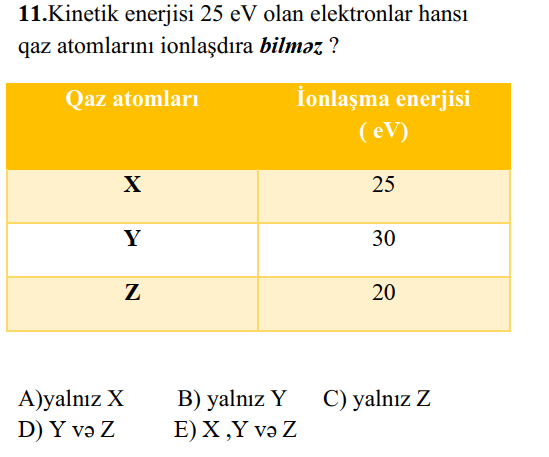 11.Kinetik enerjisi 25 eV olan elektronlar hansı
qaz atomlarını ionlaşdıra bilməz ?
Qaz atomları İonlaşma enerjisi
( eV)
X 25
Y 30
Z 20
A)yalnız X B) yalnız Y C) yalnız Z
D) Y və Z E) X ,Y və Z